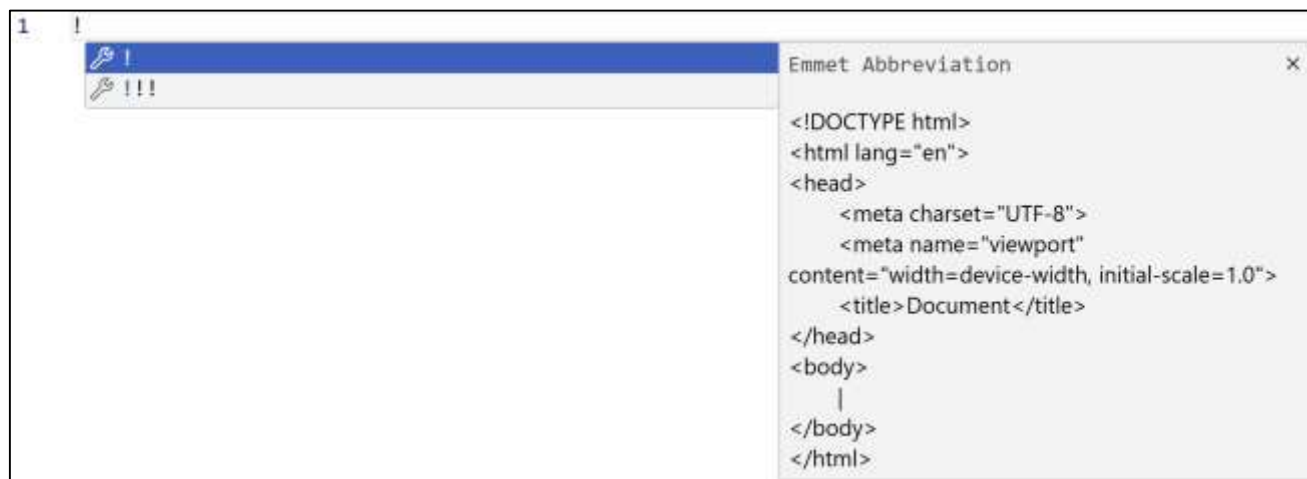 1 !
!
!!!
Emmet Abbreviation ×
<!DOCTYPE html>
<html lang="en">
<head>
    <meta charset="UTF-8">
    <meta name="viewport"
content="width=device-width, initial-scale=1.0">
    <title>Document</title>
</head>
<body>
    |
</body>
</html>